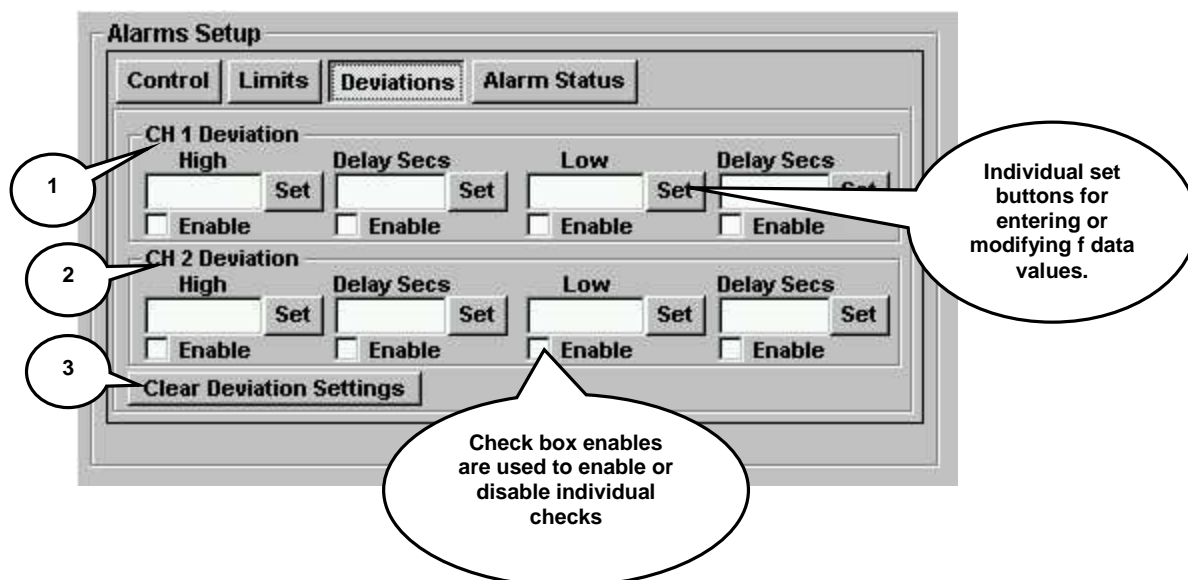 Alarms Setup
Control Limits Deviations Alarm Status
CH 1 Deviation
High Delay Secs Low Delay Secs
Set Set Set Set
Enable Enable Enable Enable
CH 2 Deviation
High Delay Secs Low Delay Secs
Set Set Set Set
Enable Enable Enable Enable
Clear Deviation Settings
1
2
3
Individual set
buttons for
entering or
modifying f data
values.
Check box enables
are used to enable or
disable individual
checks